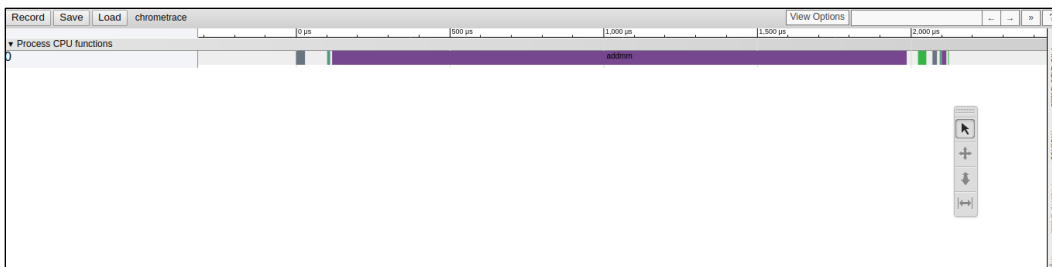 Record Save Load chrometrace View Options ← → » ?
0 µs 500 µs 1,000 µs 1,500 µs 2,000 µs
▾ Process CPU functions
0 addmm